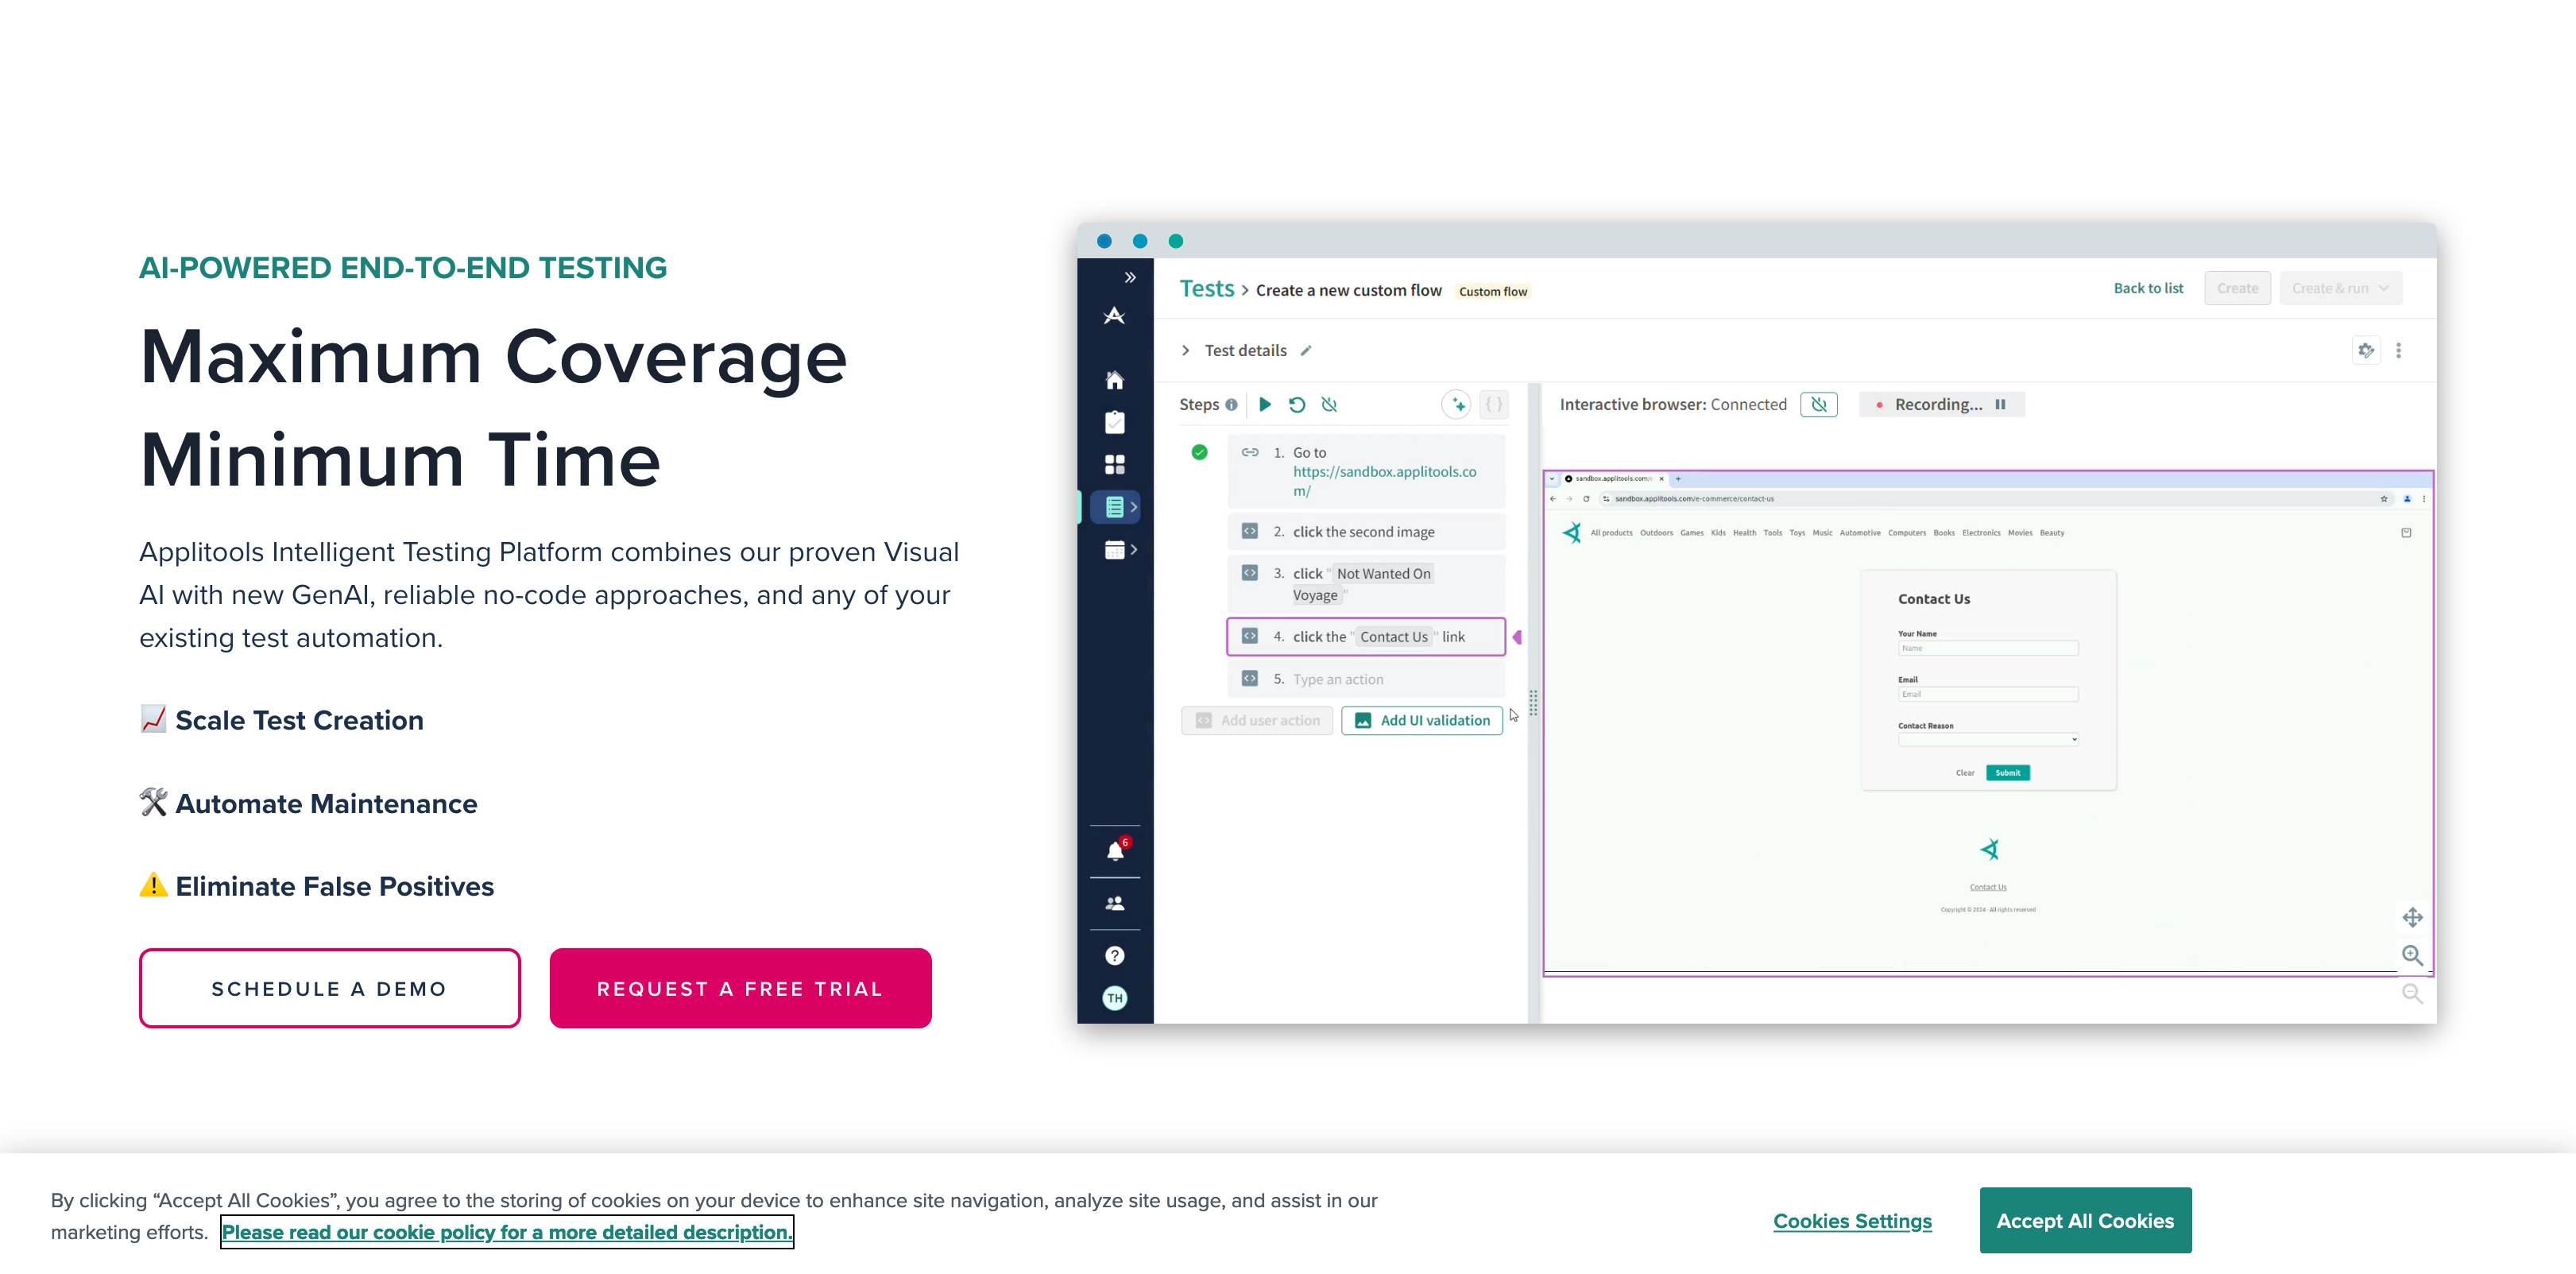 AI-POWERED END-TO-END TESTING
Maximum Coverage
Minimum Time
Applitools Intelligent Testing Platform combines our proven Visual
AI with new GenAI, reliable no-code approaches, and any of your
existing test automation.
Scale Test Creation
Automate Maintenance
Eliminate False Positives
SCHEDULE A DEMO
REQUEST A FREE TRIAL
Tests > Create a new custom flow Custom flow
Back to list
Create
Create & run
Test details
Steps
1. Go to
https://sandbox.applitools.co
m/
2. click the second image
3. click "Not Wanted On
Voyage"
4. click the "Contact Us" link
5. Type an action
Add user action
Add UI validation
6
?
TH
Interactive browser: Connected
Recording...
sandbox.applitools.com/
sandbox.applitools.com/e-commerce/contact-us
All products Outdoors Games Kids Health Tools Toys Music Automotive Computers Books Electronics Movies Beauty
Contact Us
Your Name
Name
Email
Email
Contact Reason
Clear
Submit
Contact Us
Copyright © 2024 - All rights reserved
By clicking “Accept All Cookies”, you agree to the storing of cookies on your device to enhance site navigation, analyze site usage, and assist in our
marketing efforts. Please read our cookie policy for a more detailed description.
Cookies Settings
Accept All Cookies